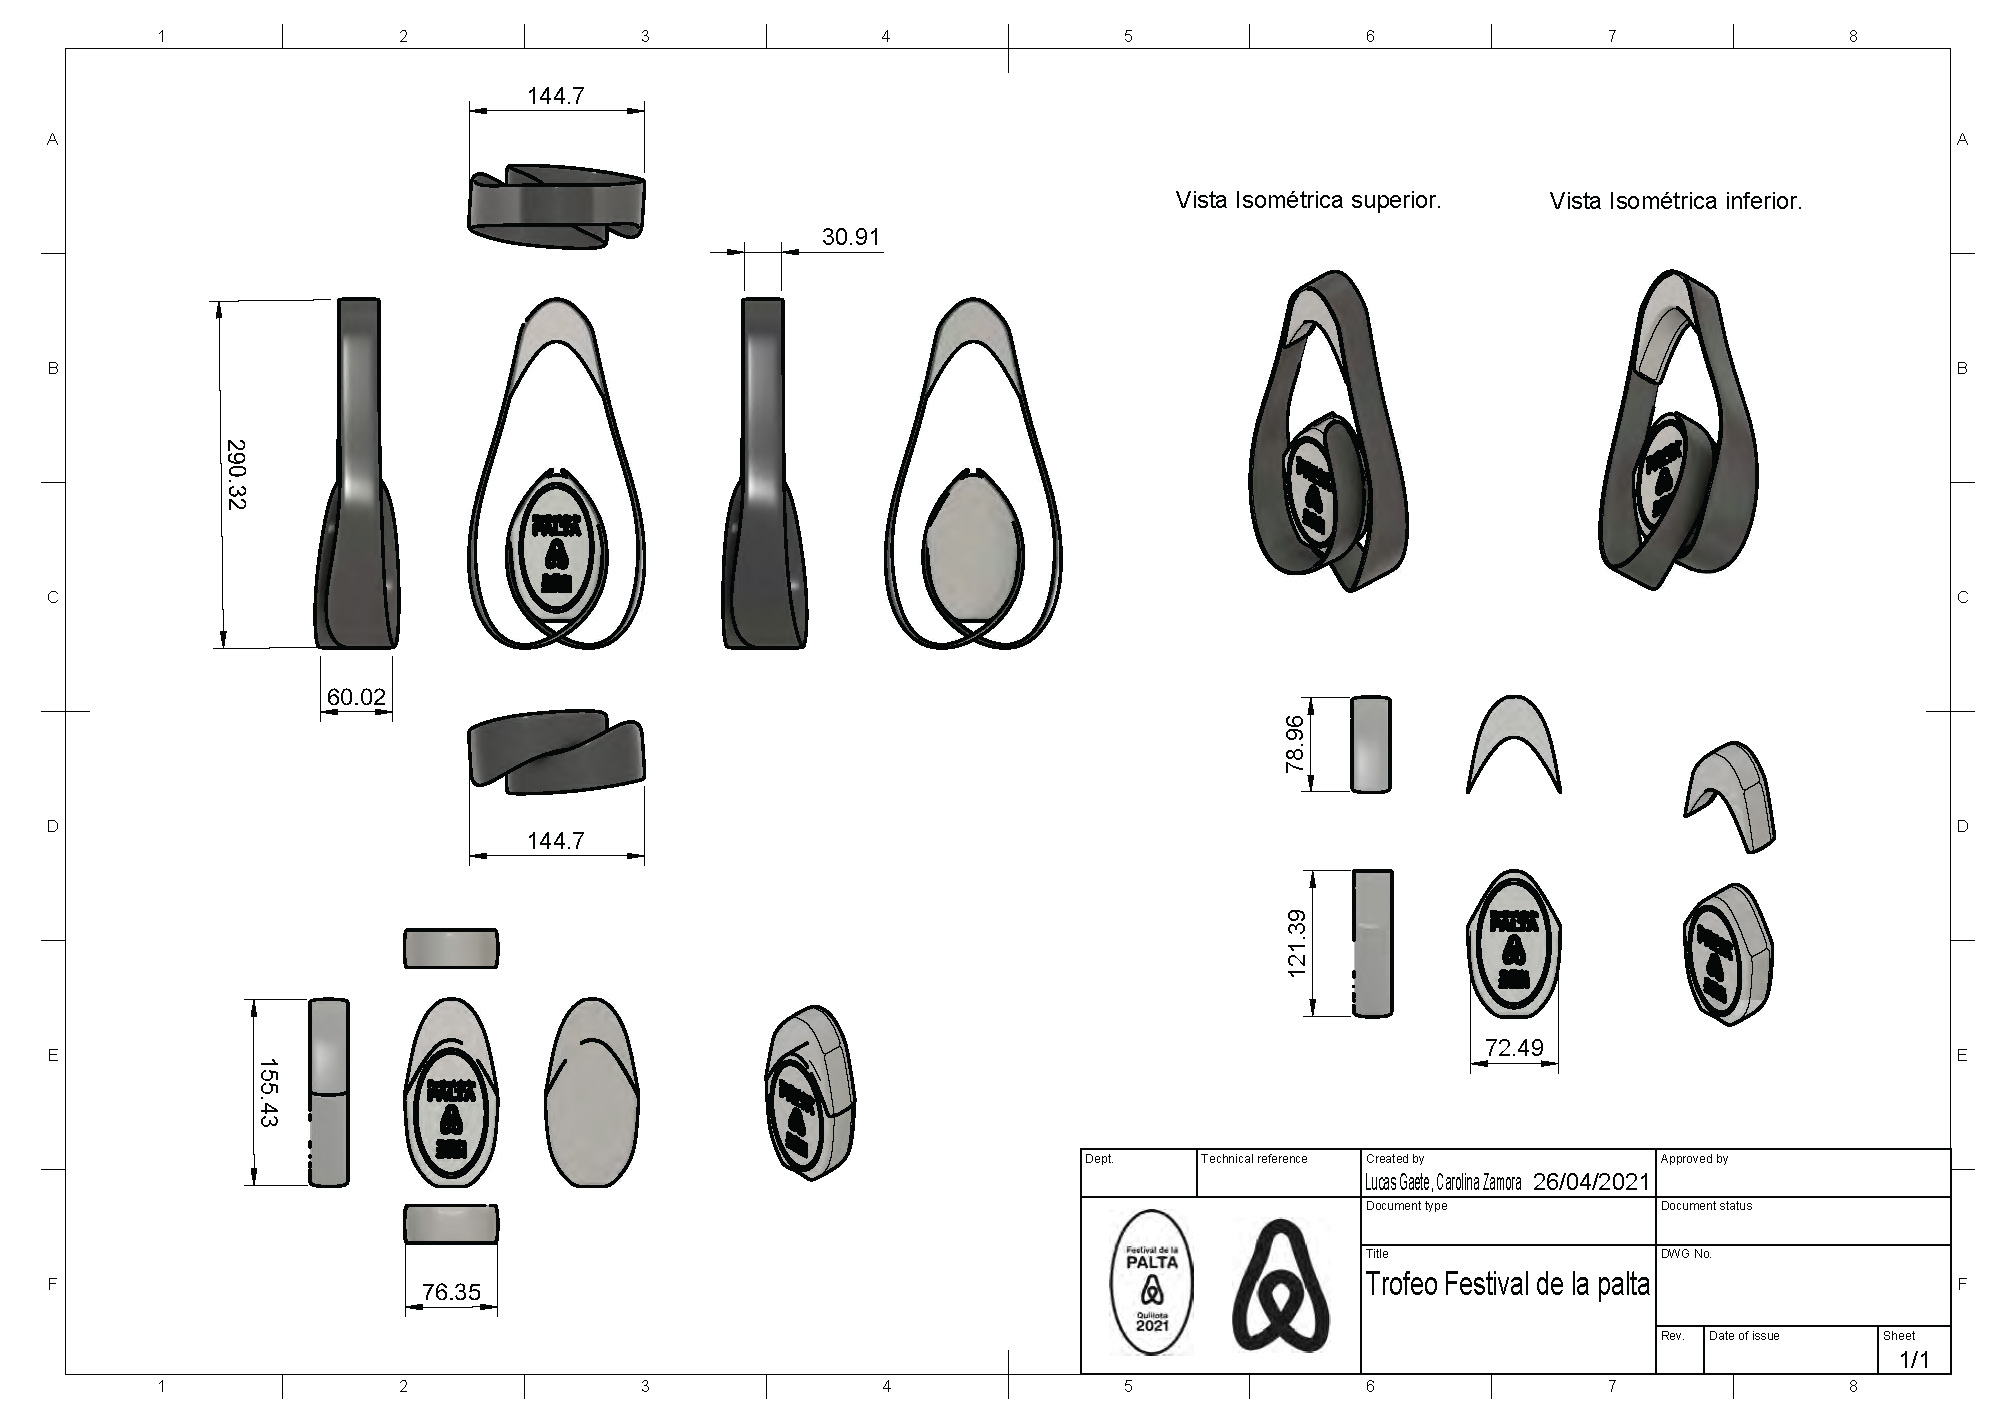 1 2 3 4 5 6 7 8
A A
144.7
Vista Isométrica superior. Vista Isométrica inferior.
30.91
B B
290.32
PALTA
C C
60.02
78.96
144.7
D D
121.39
PALTA
72.49
E E
155.43
PALTA
76.35
F F
Dept. Technical reference Created by Approved by
Lucas Gaete, Carolina Zamora 26/04/2021
Document type Document status
Festival de la
PALTA
Quillota
2021
Title DWG No.
Trofeo Festival de la palta
Rev. Date of issue Sheet
1/1
1 2 3 4 5 6 7 8